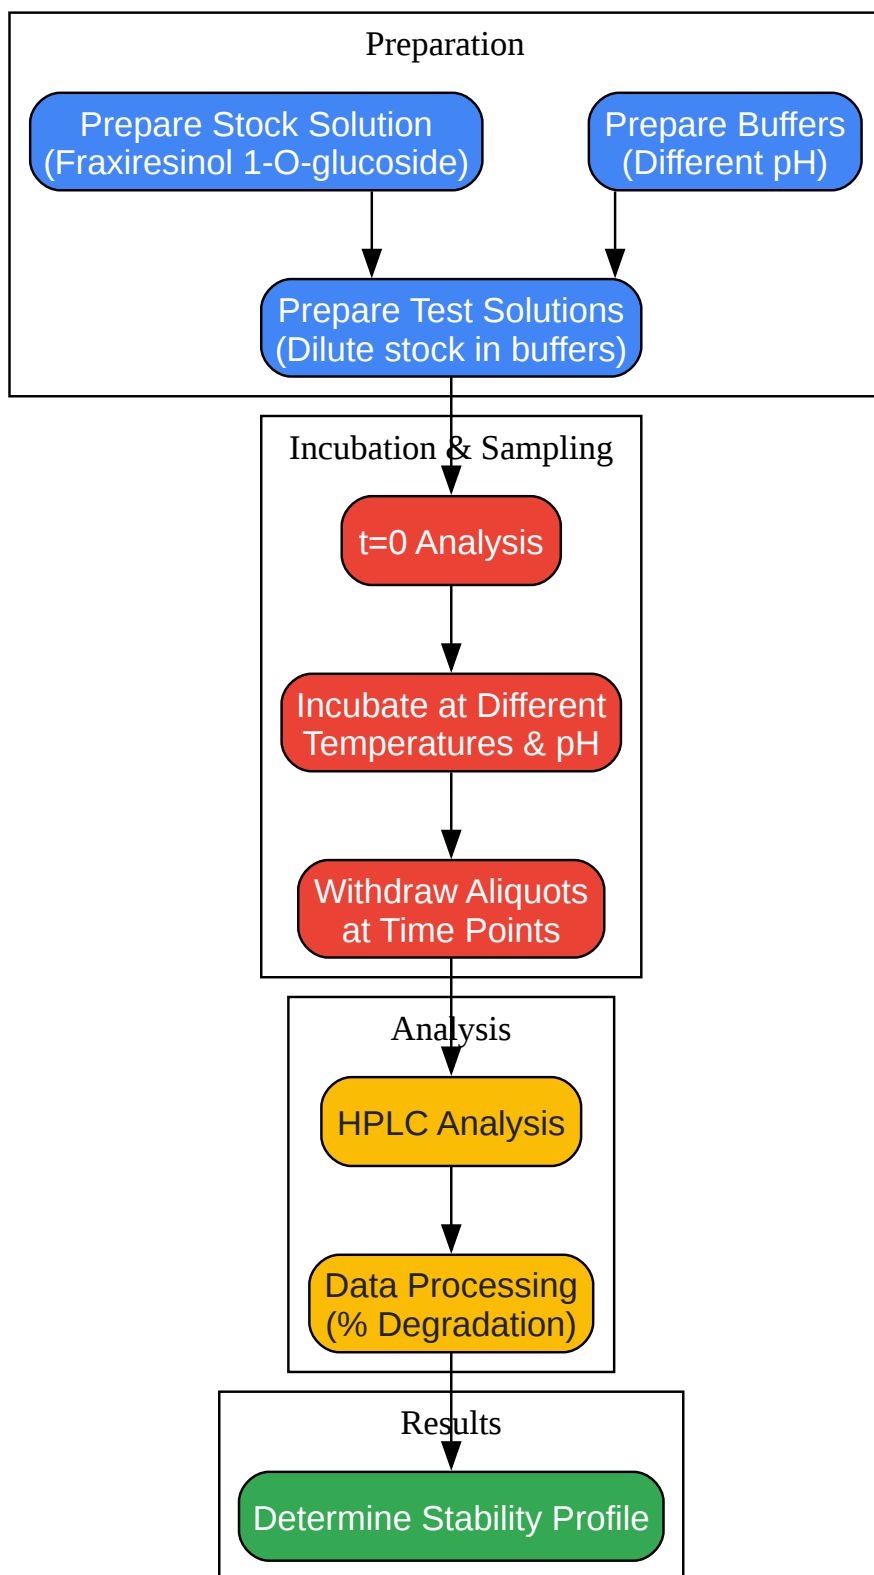 Preparation
Prepare Stock Solution
(Fraxiresinol 1-O-glucoside)
Prepare Buffers
(Different pH)
Prepare Test Solutions
(Dilute stock in buffers)
Incubation & Sampling
t=0 Analysis
Incubate at Different
Temperatures & pH
Withdraw Aliquots
at Time Points
Analysis
HPLC Analysis
Data Processing
(% Degradation)
Results
Determine Stability Profile